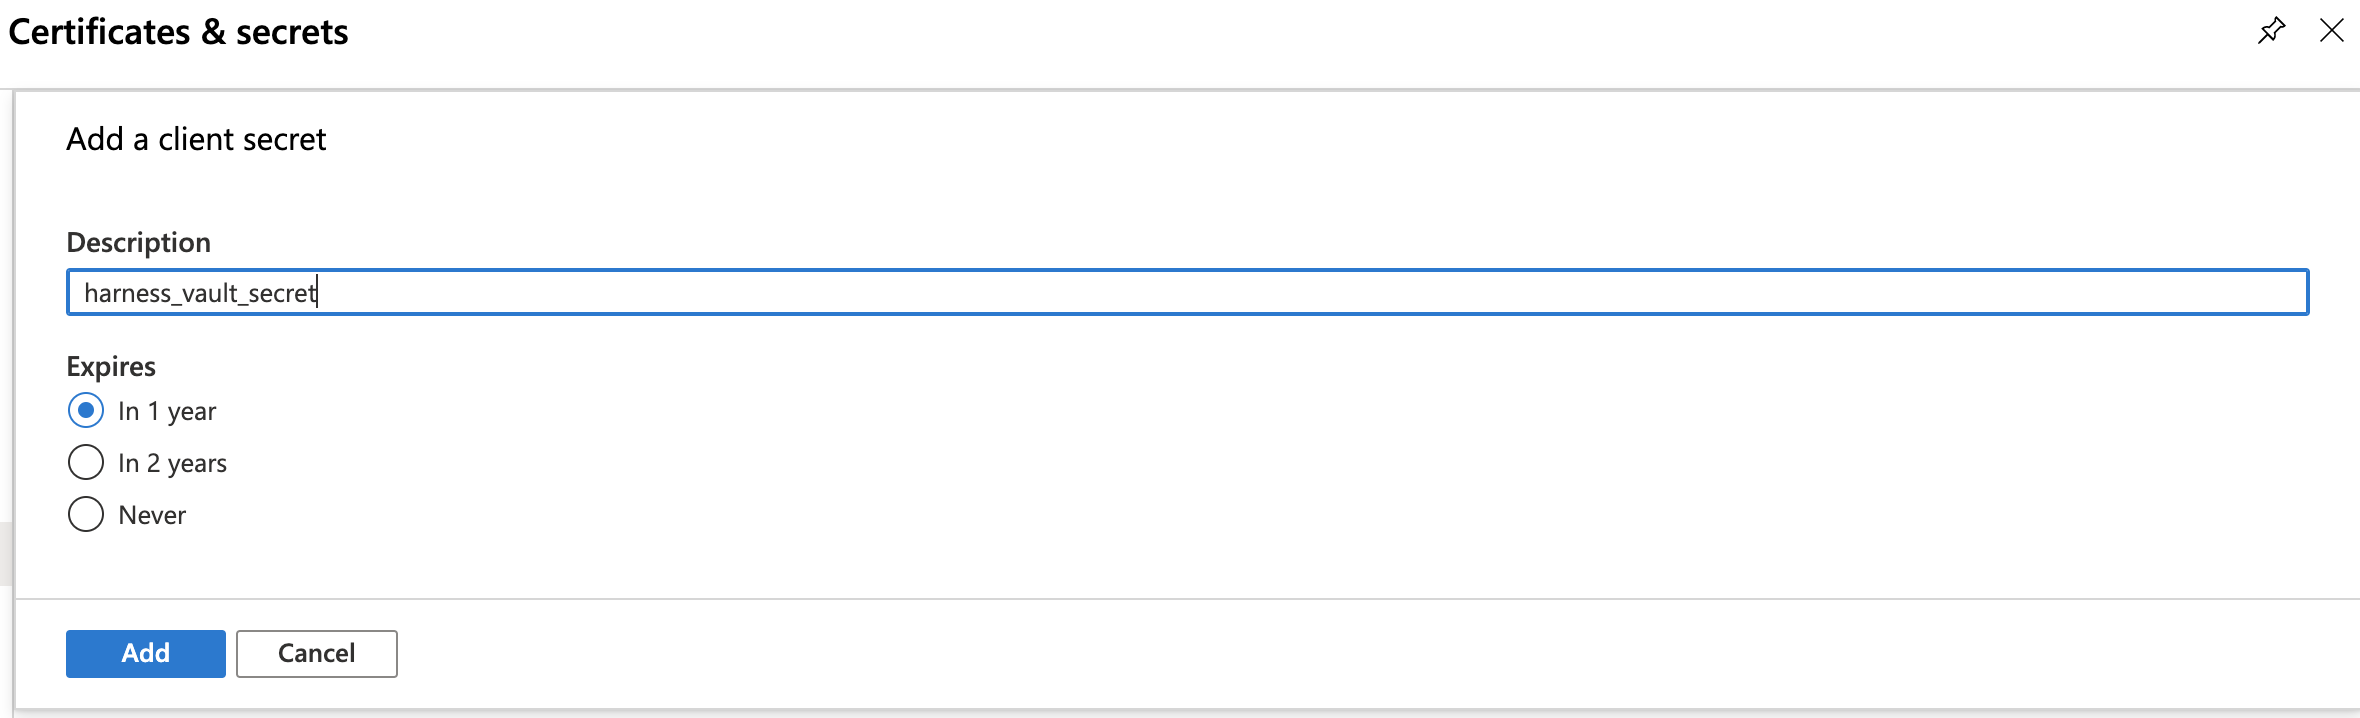 Certificates & secrets
Add a client secret
Description
harness_vault_secret
Expires
In 1 year
In 2 years
Never
Add
Cancel